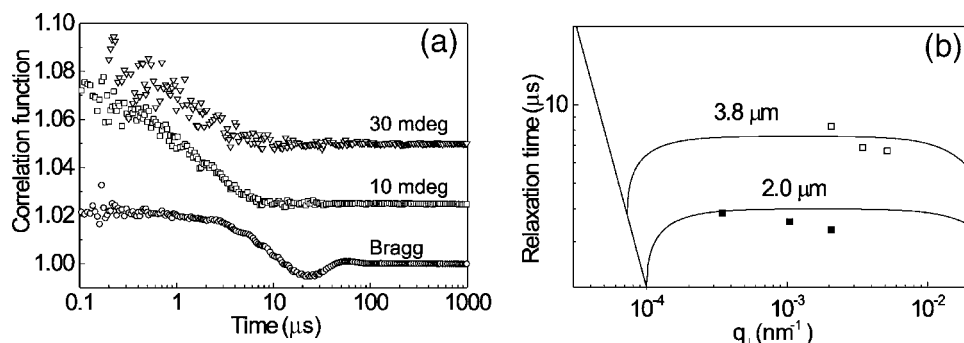 (a)
Correlation function
1.10
1.08
1.06
1.04
1.02
1.00
30 mdeg
10 mdeg
Bragg
0.1 1 10 100 1000
Time (μs)
(b)
Relaxation time (μs)
10
3.8 μm
2.0 μm
10⁻⁴ 10⁻³ 10⁻²
q⊥ (nm⁻¹)